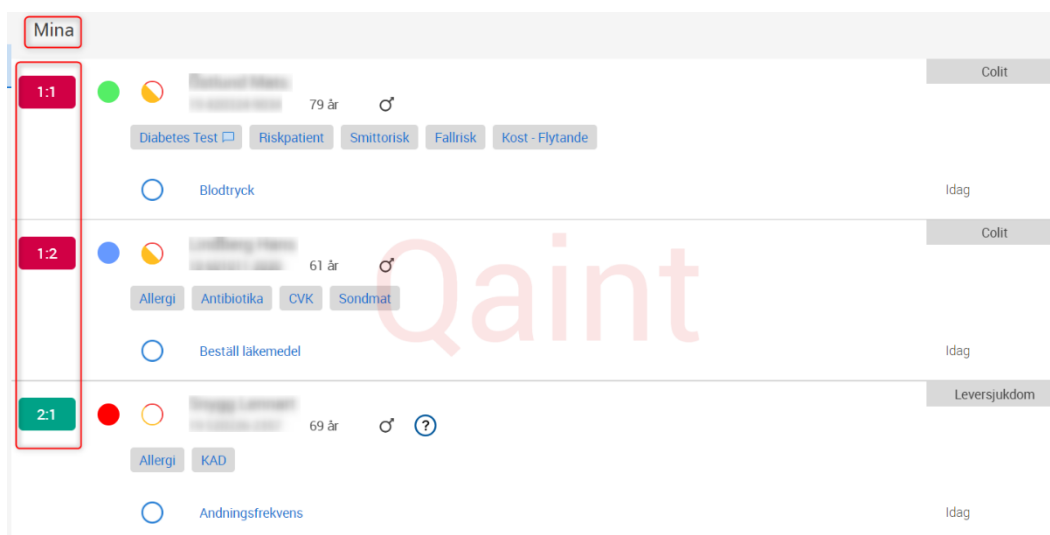 Mina
Colit
1:1
79 år
Diabetes Test Riskpatient Smittorisk Fallrisk Kost - Flytande
Blodtryck Idag
Colit
1:2
61 år
Qaint
Allergi Antibiotika CVK Sondmat
Beställ läkemedel Idag
Leversjukdom
2:1
69 år ?
Allergi KAD
Andningsfrekvens Idag